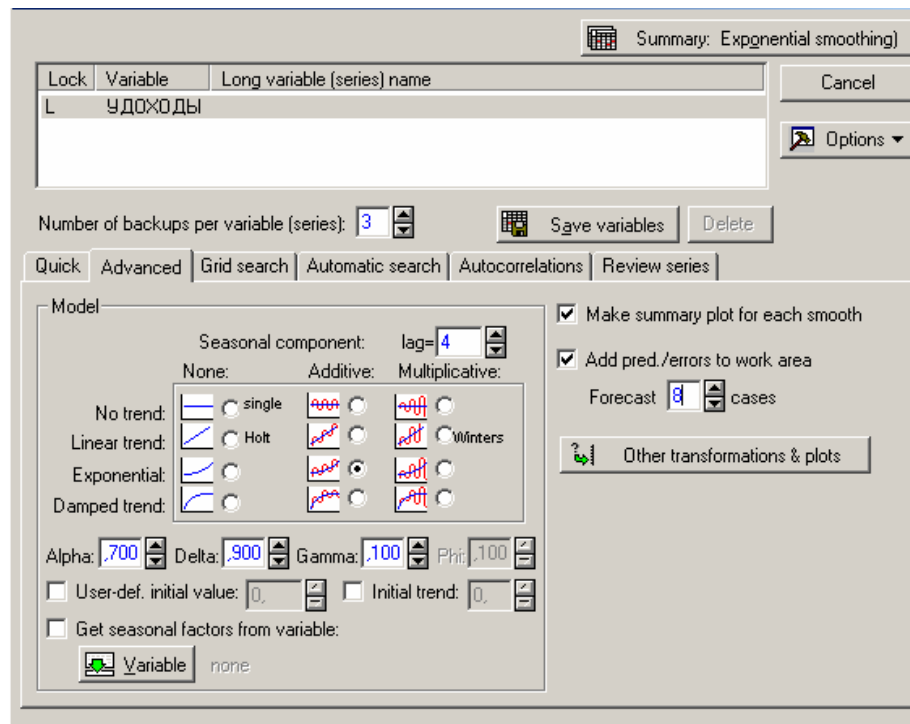 Summary: Exponential smoothing)
Lock Variable Long variable (series) name
L УДОХОДЫ
Cancel
Options
Number of backups per variable (series): 3
Save variables Delete
Quick Advanced Grid search Automatic search Autocorrelations Review series
Model
Make summary plot for each smooth
Seasonal component: lag= 4
Add pred./errors to work area
None: Additive: Multiplicative:
Forecast 8 cases
No trend: single
Linear trend: Holt Winters
Other transformations & plots
Exponential:
Damped trend:
Alpha: ,700 Delta: ,900 Gamma: ,100 Phi: ,100
User-def. initial value: 0, Initial trend: 0,
Get seasonal factors from variable:
Variable none